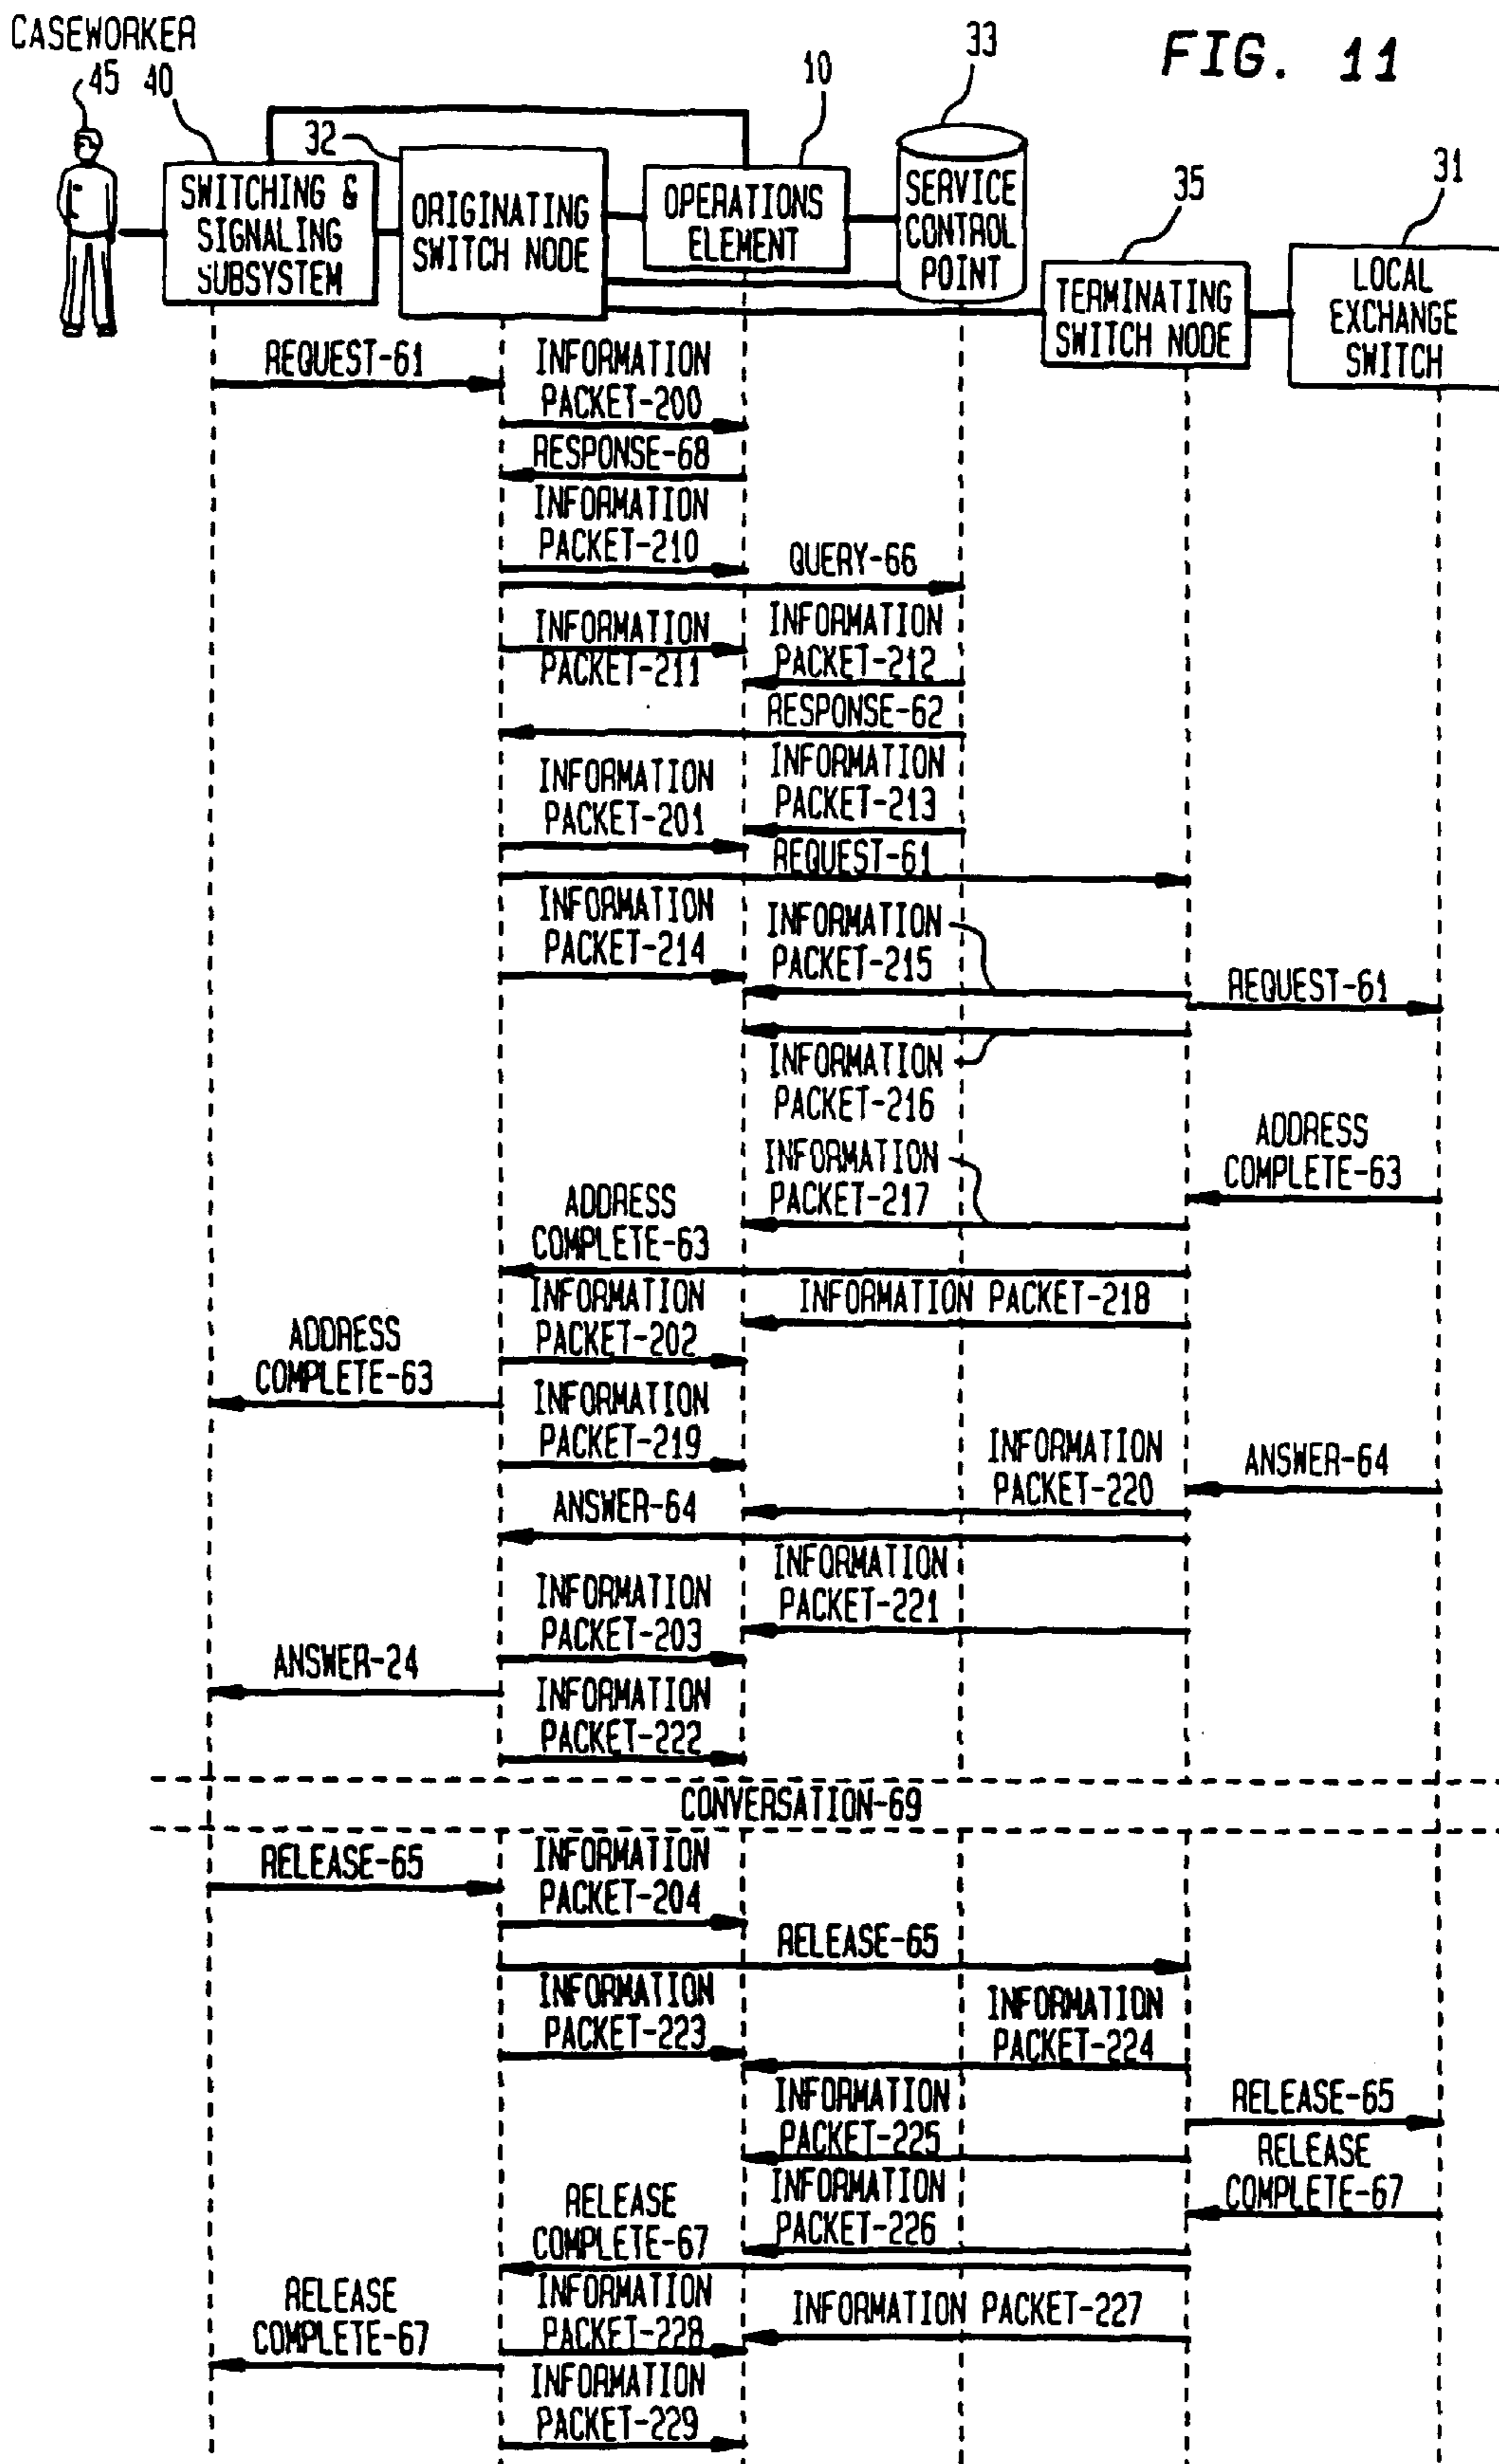 FIG. 11
CASEWORKER
45
40
32
10
33
35
31
SWITCHING &
SIGNALING
SUBSYSTEM
ORIGINATING
SWITCH NODE
OPERATIONS
ELEMENT
SERVICE
CONTROL
POINT
TERMINATING
SWITCH NODE
LOCAL
EXCHANGE
SWITCH
REQUEST-61
INFORMATION
PACKET-200
RESPONSE-68
INFORMATION
PACKET-210
QUERY-66
INFORMATION
PACKET-211
INFORMATION
PACKET-212
RESPONSE-62
INFORMATION
PACKET-213
INFORMATION
PACKET-201
REQUEST-61
INFORMATION
PACKET-214
INFORMATION
PACKET-215
REQUEST-61
INFORMATION
PACKET-216
ADDRESS
COMPLETE-63
INFORMATION
PACKET-217
ADDRESS
COMPLETE-63
INFORMATION PACKET-218
INFORMATION
PACKET-202
ADDRESS
COMPLETE-63
INFORMATION
PACKET-219
ANSWER-64
INFORMATION
PACKET-220
ANSWER-64
INFORMATION
PACKET-221
INFORMATION
PACKET-203
ANSWER-24
INFORMATION
PACKET-222
CONVERSATION-69
RELEASE-65
INFORMATION
PACKET-204
RELEASE-65
INFORMATION
PACKET-223
INFORMATION
PACKET-224
RELEASE-65
INFORMATION
PACKET-225
RELEASE
COMPLETE-67
INFORMATION
PACKET-226
RELEASE
COMPLETE-67
INFORMATION PACKET-227
INFORMATION
PACKET-228
RELEASE
COMPLETE-67
INFORMATION
PACKET-229